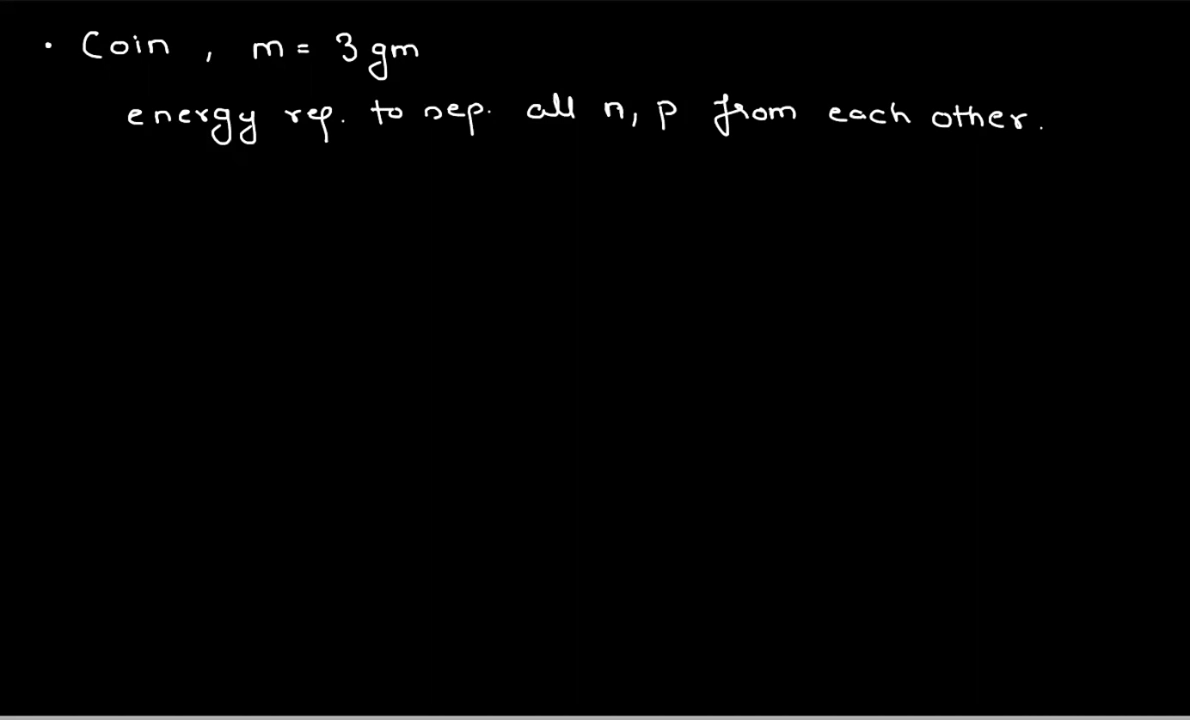 • Coin , m = 3 gm
energy req. to sep. all n, p from each other.